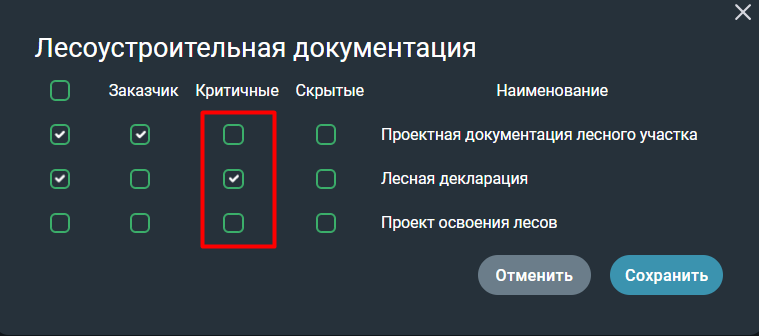 Лесоустроительная документация
Заказчик Критичные Скрытые Наименование
Проектная документация лесного участка
Лесная декларация
Проект освоения лесов
Отменить Сохранить